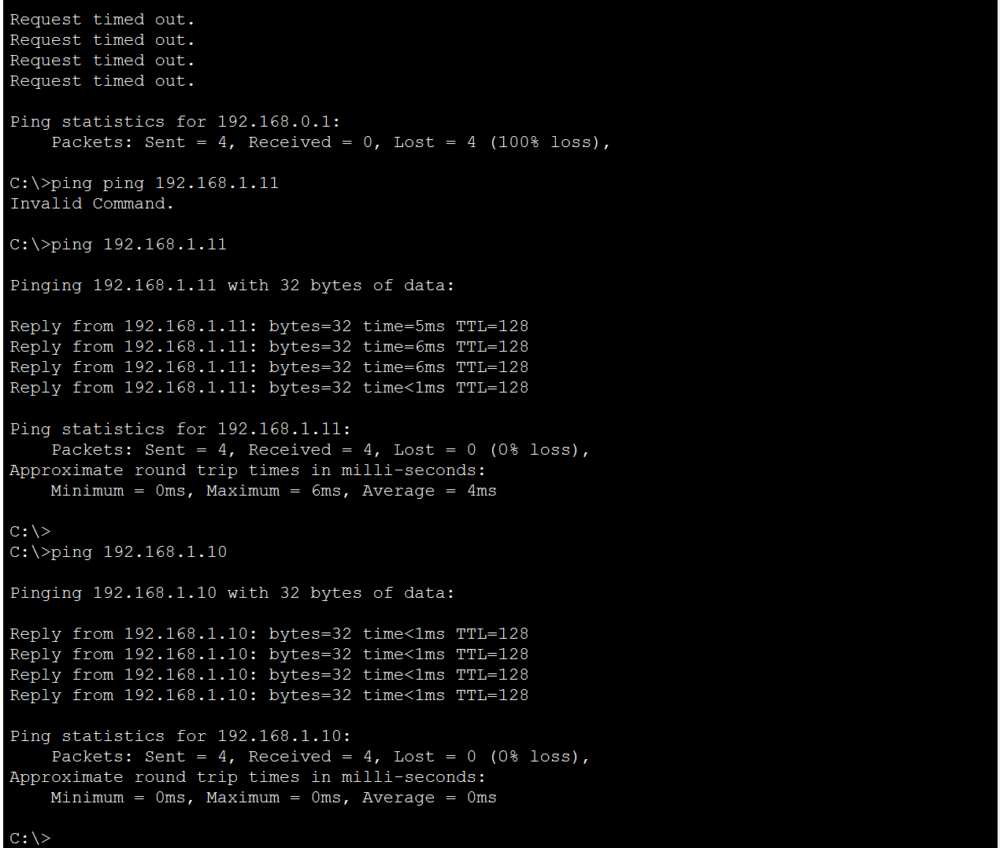 Request timed out.
Request timed out.
Request timed out.
Request timed out.
Ping statistics for 192.168.0.1:
Packets: Sent = 4, Received = 0, Lost = 4 (100% loss),
C:\>ping ping 192.168.1.11
Invalid Command.
C:\>ping 192.168.1.11
Pinging 192.168.1.11 with 32 bytes of data:
Reply from 192.168.1.11: bytes=32 time=5ms TTL=128
Reply from 192.168.1.11: bytes=32 time=6ms TTL=128
Reply from 192.168.1.11: bytes=32 time=6ms TTL=128
Reply from 192.168.1.11: bytes=32 time<1ms TTL=128
Ping statistics for 192.168.1.11:
Packets: Sent = 4, Received = 4, Lost = 0 (0% loss),
Approximate round trip times in milli-seconds:
Minimum = 0ms, Maximum = 6ms, Average = 4ms
C:\>
C:\>ping 192.168.1.10
Pinging 192.168.1.10 with 32 bytes of data:
Reply from 192.168.1.10: bytes=32 time<1ms TTL=128
Reply from 192.168.1.10: bytes=32 time<1ms TTL=128
Reply from 192.168.1.10: bytes=32 time<1ms TTL=128
Reply from 192.168.1.10: bytes=32 time<1ms TTL=128
Ping statistics for 192.168.1.10:
Packets: Sent = 4, Received = 4, Lost = 0 (0% loss),
Approximate round trip times in milli-seconds:
Minimum = 0ms, Maximum = 0ms, Average = 0ms
C:\>